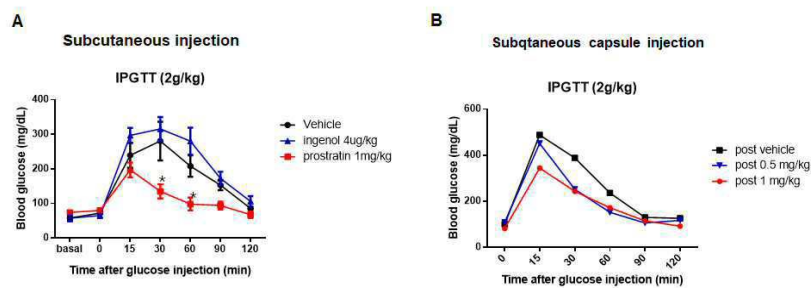 A
Subcutaneous injection
IPGTT (2g/kg)
Blood glucose (mg/dL)
400
300
200
100
0
basal 0 15 30 60 90 120
Time after glucose injection (min)
Vehicle
ingenol 4ug/kg
prostratin 1mg/kg
*
*
B
Subqtaneous capsule injection
IPGTT (2g/kg)
Blood glucose (mg/dL)
600
400
200
0
0 15 30 60 90 120
Time after glucose injection (min)
post vehicle
post 0.5 mg/kg
post 1 mg/kg